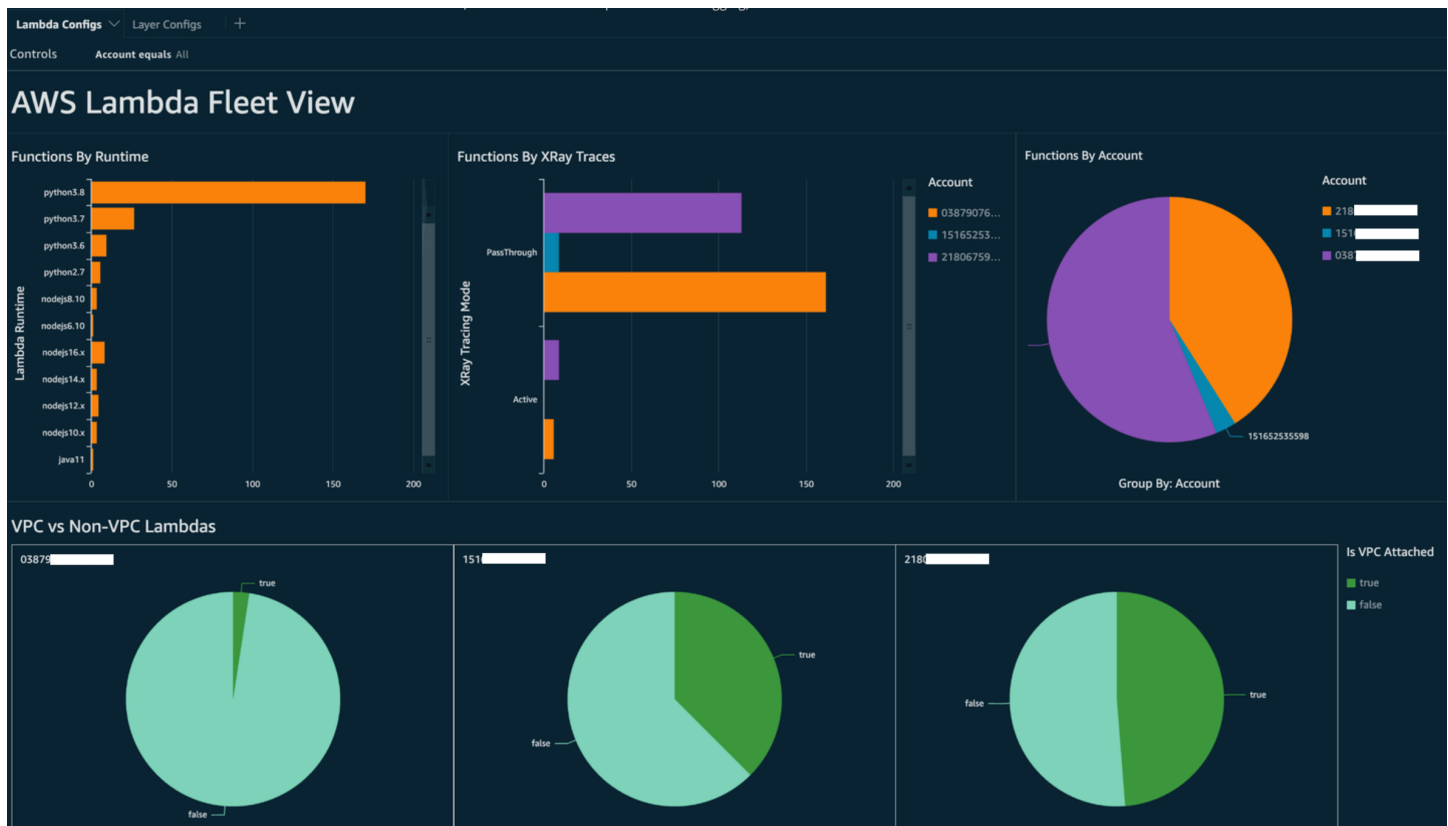 Lambda Configs Layer Configs +
Controls Account equals All
AWS Lambda Fleet View
Functions By Runtime
Lambda Runtime
python3.8
python3.7
python3.6
python2.7
nodejs8.10
nodejs6.10
nodejs16.x
nodejs14.x
nodejs12.x
nodejs10.x
java11
0 50 100 150 200
Functions By XRay Traces
XRay Tracing Mode
PassThrough
Active
0 50 100 150 200
Account
03879076...
15165253...
21806759...
Functions By Account
151652535598
Group By: Account
Account
218
151
038
VPC vs Non-VPC Lambdas
03879
true
false
151
true
false
218
true
false
Is VPC Attached
true
false